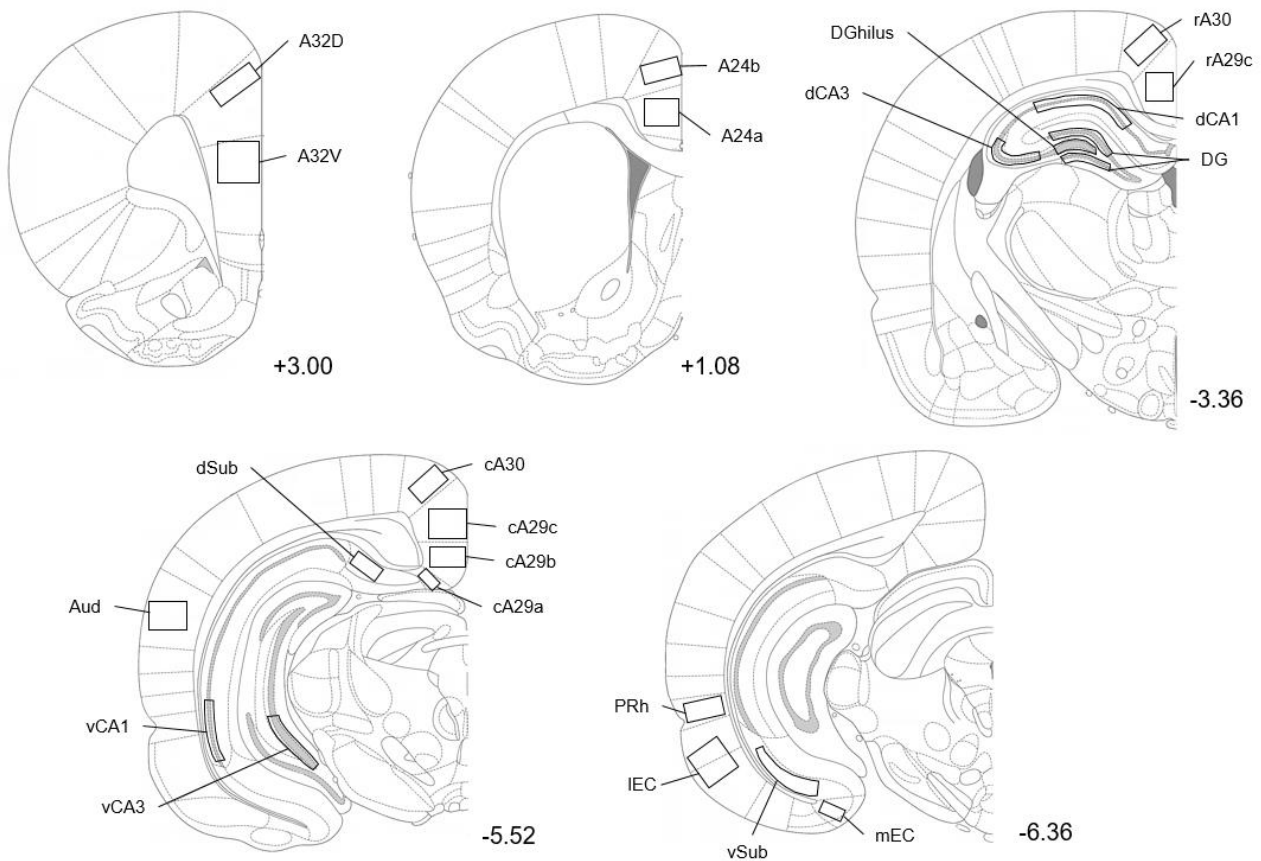 A32D
A32V
+3.00
A24b
A24a
+1.08
rA30
DGhilus
rA29c
dCA3
dCA1
DG
-3.36
dSub
cA30
cA29c
cA29b
cA29a
Aud
vCA1
vCA3
-5.52
PRh
lEC
vSub
mEC
-6.36